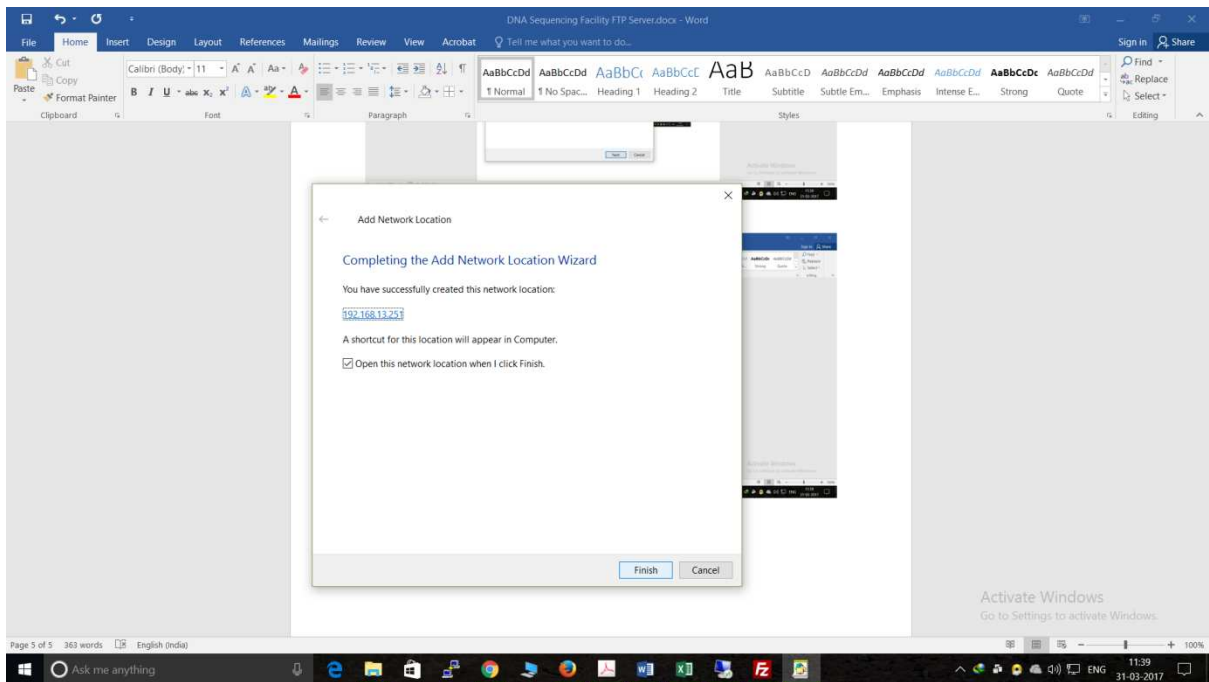 DNA Sequencing Facility FTP Server.docx - Word
File Home Insert Design Layout References Mailings Review View Acrobat Tell me what you want to do... Sign in Share
Cut
Copy
Format Painter
Paste
Calibri (Body) 11
Aa
B I U abc X₂ X² A A
AaBbCcDd AaBbCcDd AaBbCc AaBbCcE AaB AaBbCcD AaBbCcDd AaBbCcDd AaBbCcDd AaBbCcDc AaBbCcDd
¶ Normal ¶ No Spac... Heading 1 Heading 2 Title Subtitle Subtle Em... Emphasis Intense E... Strong Quote
Find
Replace
Select
Clipboard Font Paragraph Styles Editing
Add Network Location
Completing the Add Network Location Wizard
You have successfully created this network location:
192.168.13.251
A shortcut for this location will appear in Computer.
Open this network location when I click Finish.
Finish Cancel
Activate Windows
Go to Settings to activate Windows.
Page 5 of 5 363 words English (India) 100%
Ask me anything
ENG
11:39
31-03-2017